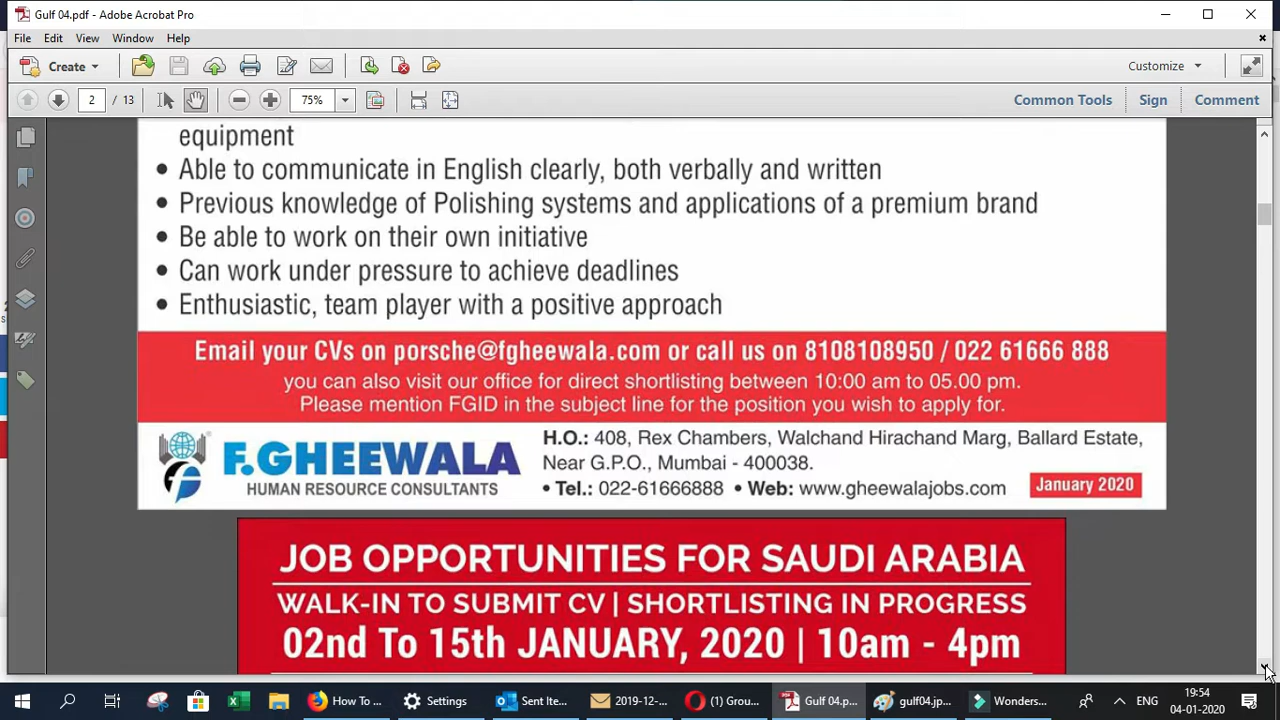 Gulf 04.pdf - Adobe Acrobat Pro
File Edit View Window Help
Create
Customize
2 / 13
75%
Common Tools
Sign
Comment
equipment
• Able to communicate in English clearly, both verbally and written
• Previous knowledge of Polishing systems and applications of a premium brand
• Be able to work on their own initiative
• Can work under pressure to achieve deadlines
• Enthusiastic, team player with a positive approach
Email your CVs on porsche@fgheewala.com or call us on 8108108950 / 022 61666 888
you can also visit our office for direct shortlisting between 10:00 am to 05.00 pm.
Please mention FGID in the subject line for the position you wish to apply for.
F.GHEEWALA
HUMAN RESOURCE CONSULTANTS
H.O.: 408, Rex Chambers, Walchand Hirachand Marg, Ballard Estate,
Near G.P.O., Mumbai - 400038.
• Tel.: 022-61666888 • Web: www.gheewalajobs.com
January 2020
JOB OPPORTUNITIES FOR SAUDI ARABIA
WALK-IN TO SUBMIT CV | SHORTLISTING IN PROGRESS
02nd To 15th JANUARY, 2020 | 10am - 4pm
How To ...
Settings
Sent Ite...
2019-12-...
(1) Grou...
Gulf 04.p...
gulf04.jp...
Wonders...
ENG
19:54
04-01-2020